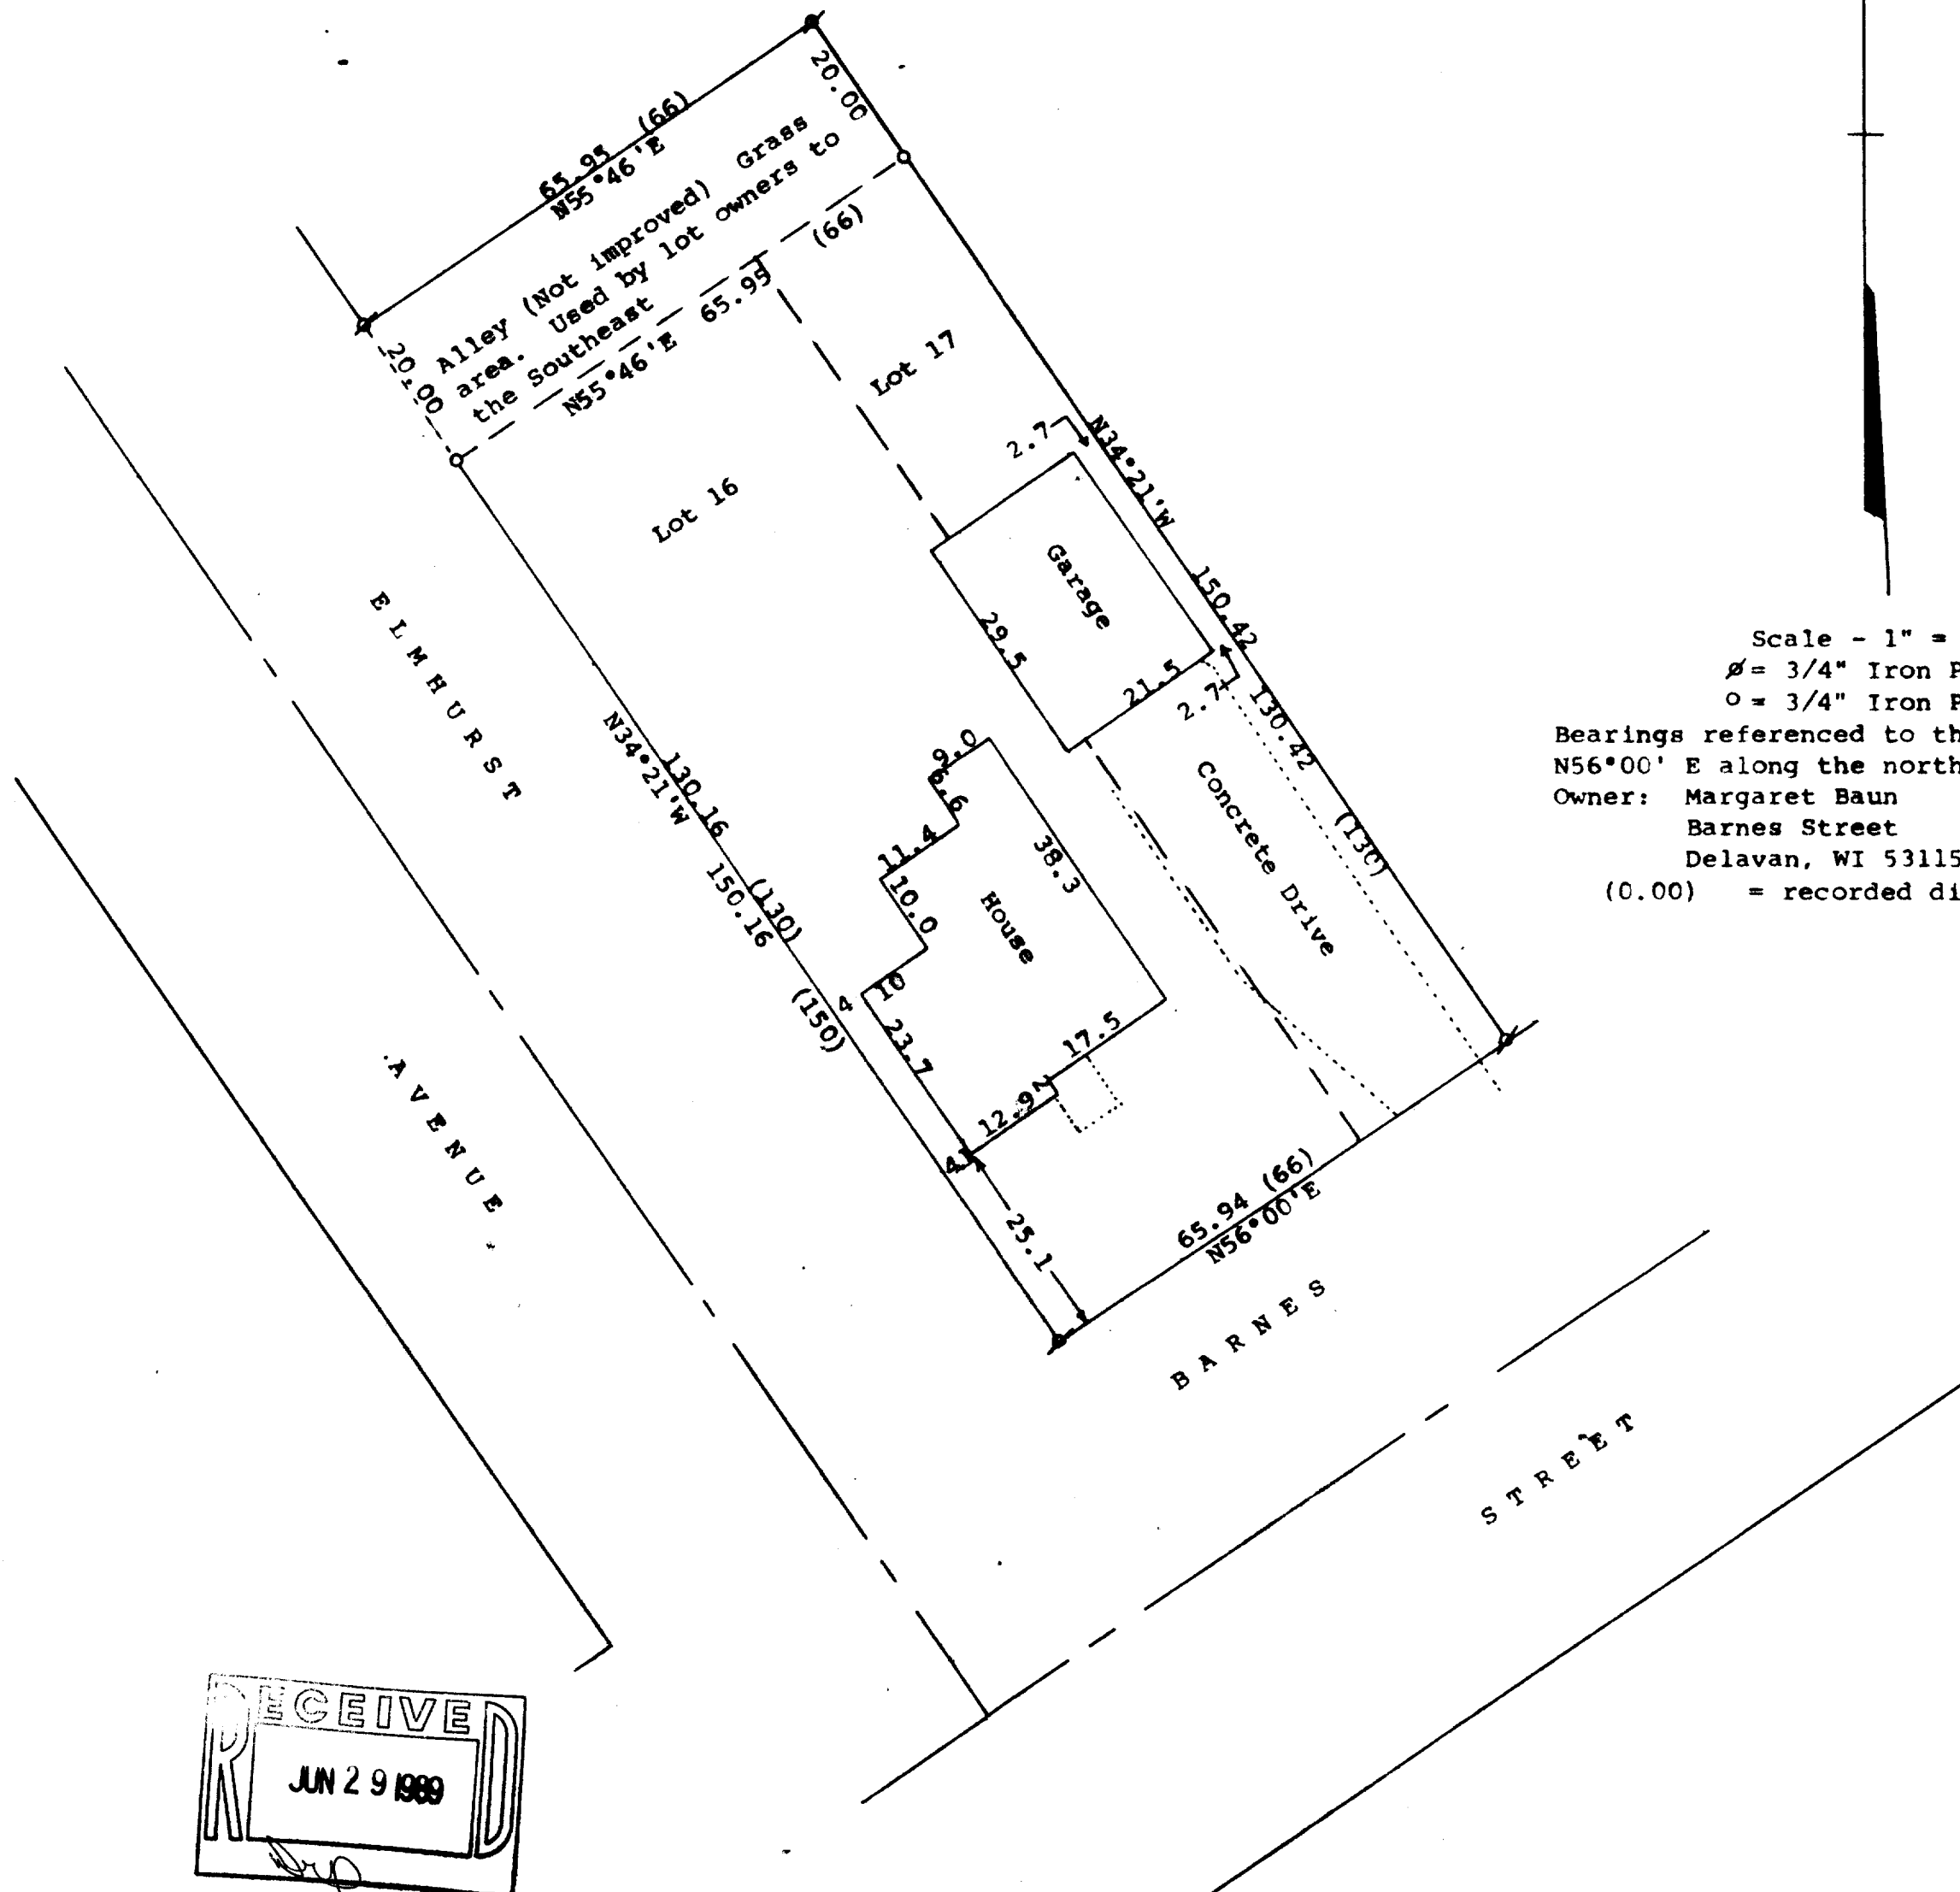 20.00
65.95 (66)
N55°46'E
Alley (Not improved) Grass
area. Used by lot owners to
the Southeast
20.00
N55°46'E 65.95 (66)
Lot 17
Lot 16
2.7
N34°21'W 150.42
Garage
29.5
21.5
2.7
130.42 (130)
Concrete Drive
ELMHURST
AVENUE
N34°21'W
130.16 (130)
150.16 (150)
9.0
6.6
11.4
10.0
38.3
House
10
4
23.7
17.5
2
12.9
4.1
25.1
65.94 (66)
N56°00'E
BARNES
STREET
Scale - 1" =
ø= 3/4" Iron P
o = 3/4" Iron P
Bearings referenced to th
N56°00' E along the north
Owner: Margaret Baun
Barnes Street
Delavan, WI 53115
(0.00) = recorded di
RECEIVED
JUN 29 1989